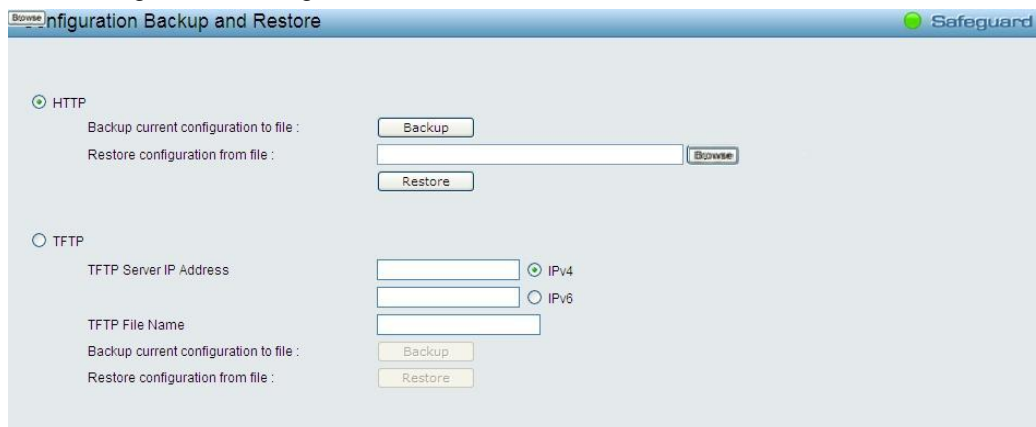 Browse nfiguration Backup and Restore
Safeguard
HTTP
Backup current configuration to file :
Backup
Restore configuration from file :
Browse
Restore
TFTP
TFTP Server IP Address
IPv4
IPv6
TFTP File Name
Backup current configuration to file :
Backup
Restore configuration from file :
Restore